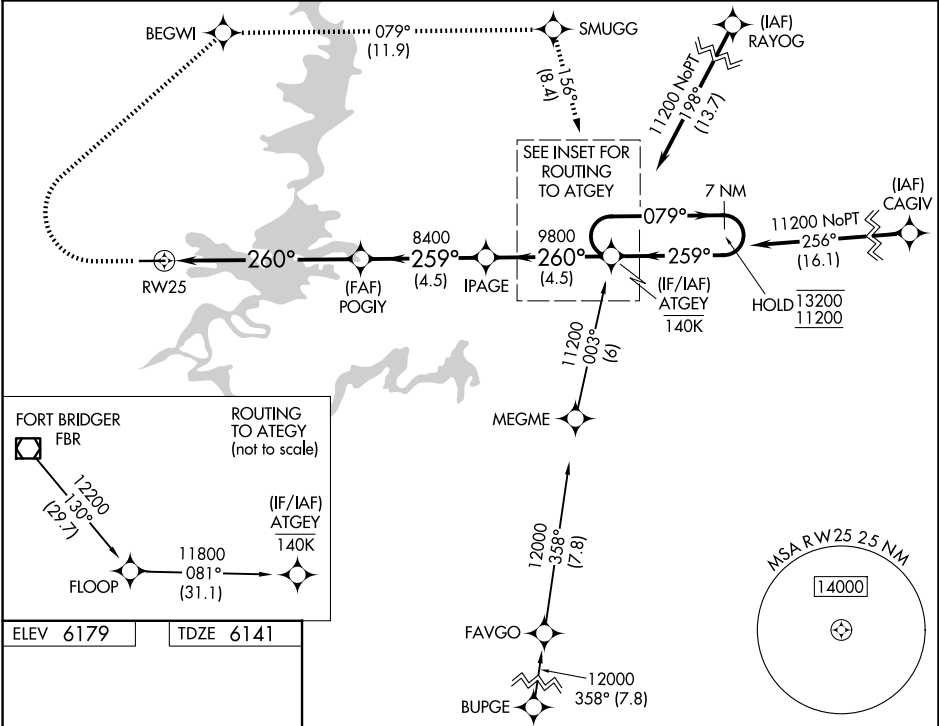 BEGWI
079°
(11.9)
SMUGG
(IAF)
RAYOG
156°
(8.4)
11200 NoPT
198°
(13.7)
SEE INSET FOR
ROUTING
TO ATGEY
7 NM
079°
(IAF)
CAGIV
11200 NoPT
256°
(16.1)
260°
8400
259°
(4.5)
9800
260°
(4.5)
259°
RW25
(FAF)
POGIY
IPAGE
(IF/IAF)
ATGEY
140K
HOLD 13200
11200
11200
003°
(6)
MEGME
FORT BRIDGER
FBR
ROUTING
TO ATEGY
(not to scale)
12200
130°
(29.7)
(IF/IAF)
ATGEY
140K
11800
081°
(31.1)
FLOOP
12000
358°
(7.8)
MSA RW25 25 NM
14000
ELEV 6179
TDZE 6141
FAVGO
12000
358° (7.8)
BUPGE